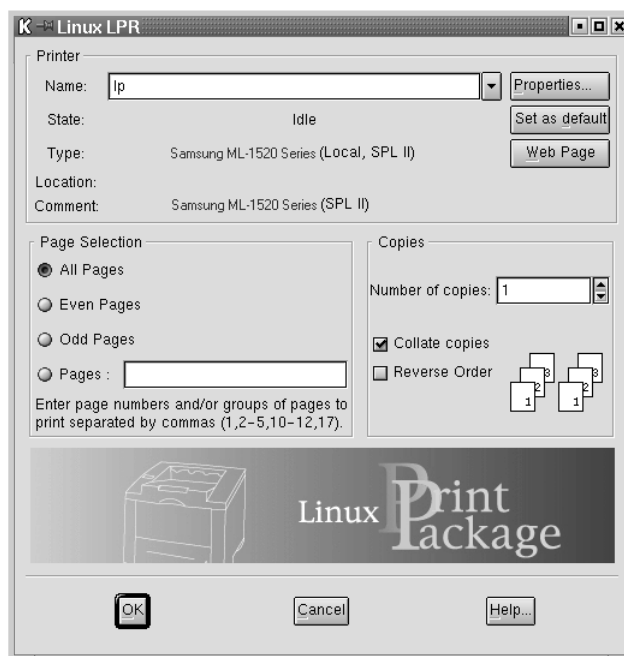 K Linux LPR
Printer
Name: lp Properties...
State: Idle Set as default
Type: Samsung ML-1520 Series (Local, SPL II) Web Page
Location:
Comment: Samsung ML-1520 Series (SPL II)
Page Selection
All Pages
Even Pages
Odd Pages
Pages :
Enter page numbers and/or groups of pages to
print separated by commas (1,2-5,10-12,17).
Copies
Number of copies: 1
Collate copies
Reverse Order
3 3
2 2
1 1
Linux Print
Package
OK Cancel Help...